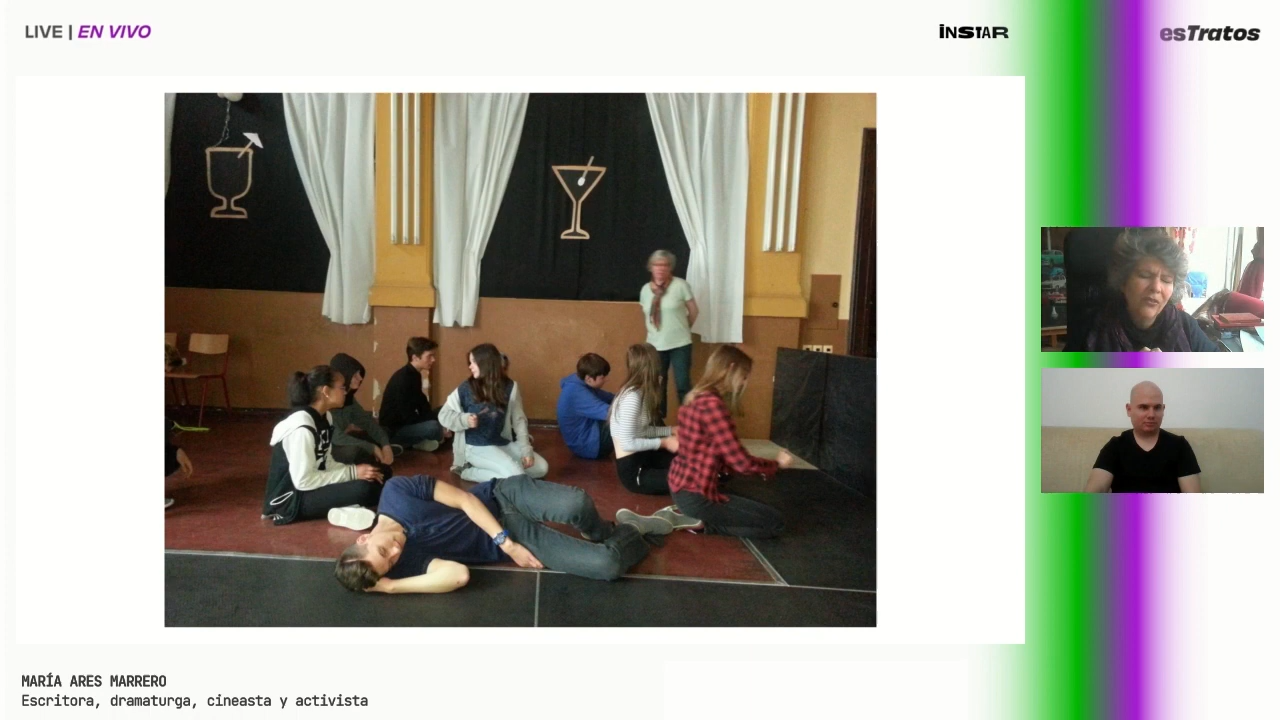 LIVE | EN VIVO
INSTAR
esTratos
MARÍA ARES MARRERO
Escritora, dramaturga, cineasta y activista